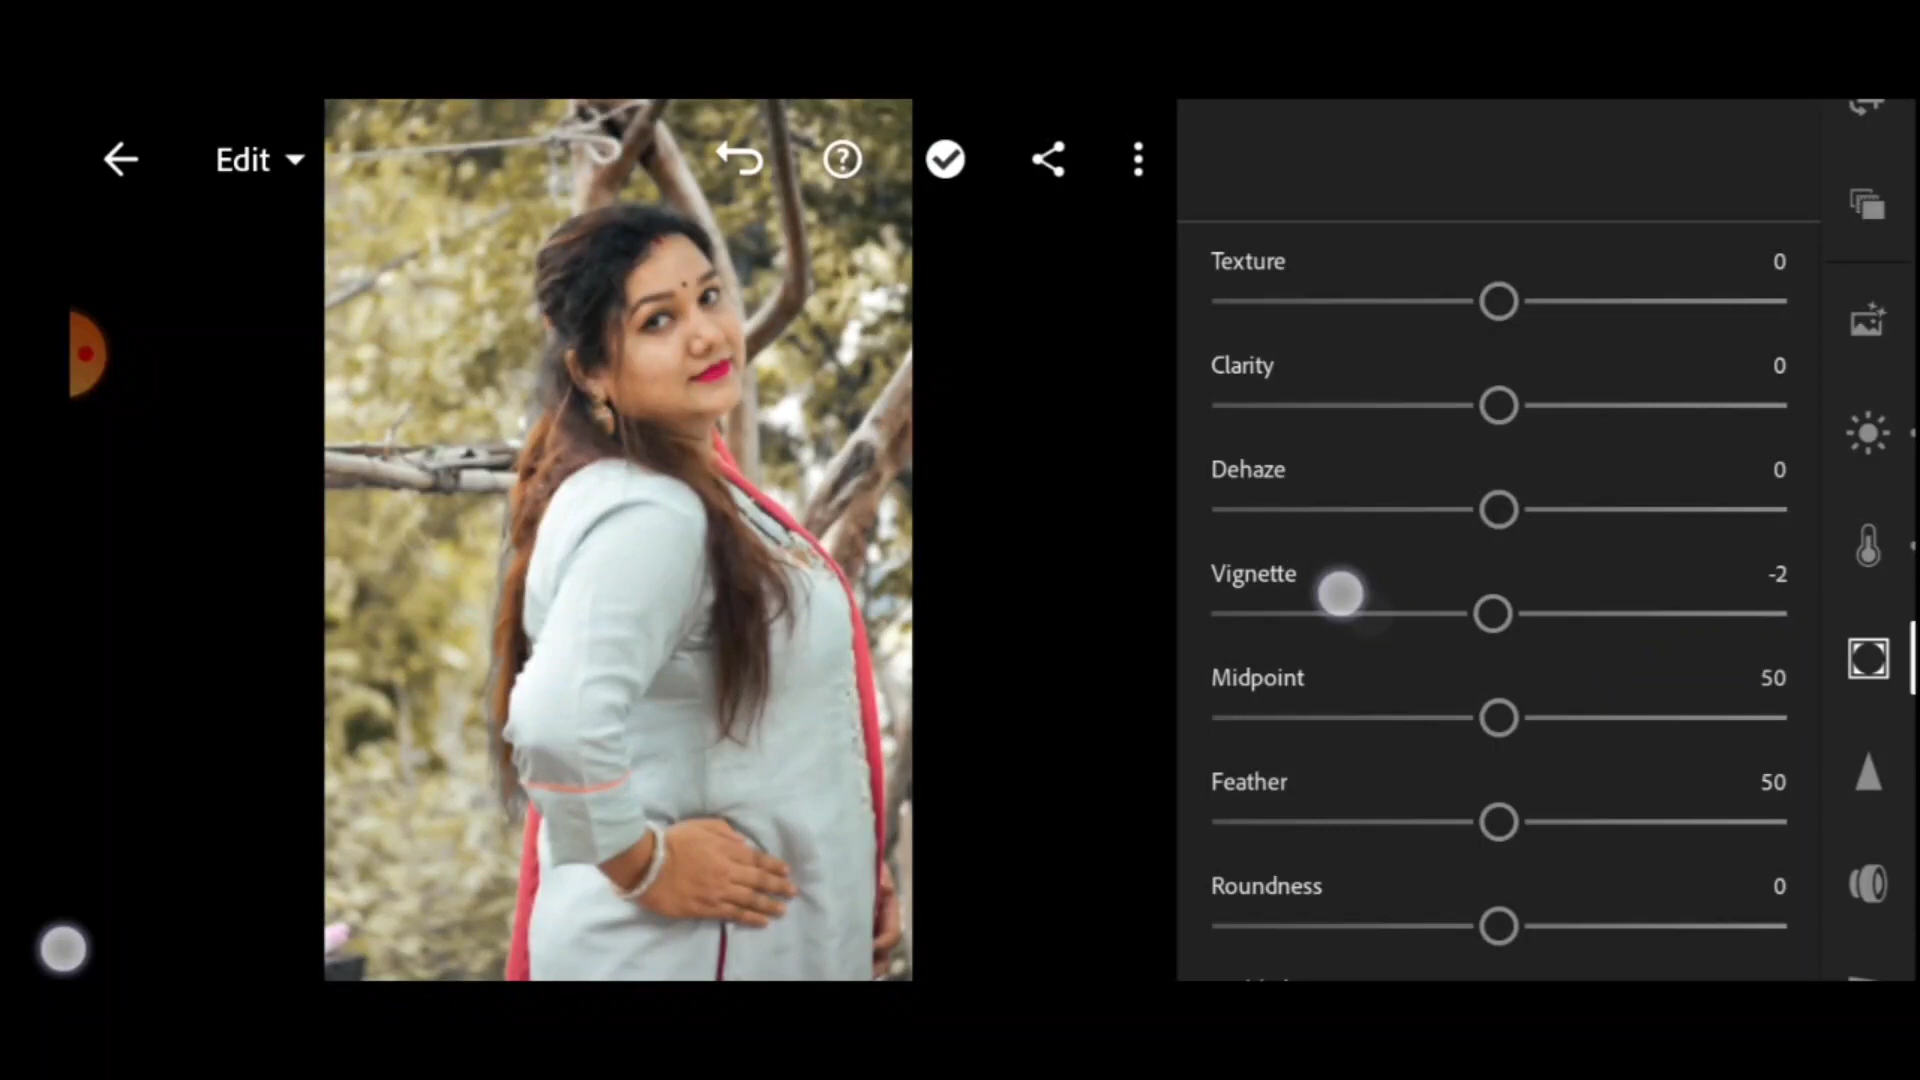 Edit
Texture 0
Clarity 0
Dehaze 0
Vignette -2
Midpoint 50
Feather 50
Roundness 0